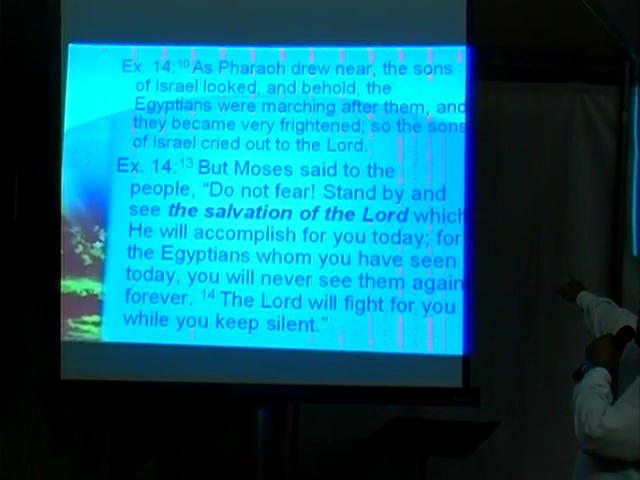 Ex. 14:10 As Pharaoh drew near, the sons
of Israel looked, and behold, the
Egyptians were marching after them, and
they became very frightened; so the sons
of Israel cried out to the Lord.
Ex. 14:13 But Moses said to the
people, “Do not fear! Stand by and
see the salvation of the Lord which
He will accomplish for you today; for
the Egyptians whom you have seen
today, you will never see them again
forever. 14 The Lord will fight for you
while you keep silent.”